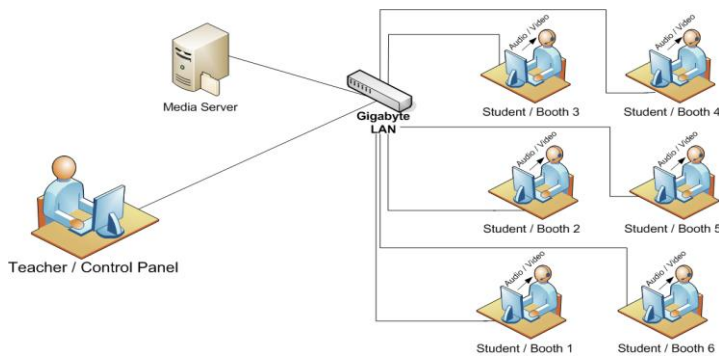 Audio / Video
Audio / Video
Student / Booth 3
Student / Booth 4
Media Server
Gigabyte
LAN
Audio / Video
Audio / Video
Student / Booth 2
Student / Booth 5
Teacher / Control Panel
Audio / Video
Audio / Video
Student / Booth 1
Student / Booth 6